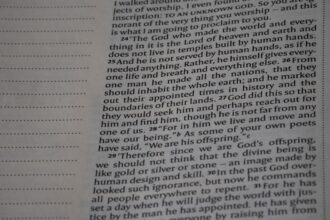 I walked around
jects of worship. I even found
inscription: TO AN UNKNOWN GOD. So you are ig-
norant of the very thing you worship – and this
is what I am going to proclaim to you.
24 "The God who made the world and every-
thing in it is the Lord of heaven and earth and
does not live in temples built by human hands.
25 And he is not served by human hands, as if he
needed anything. Rather, he himself gives every-
one life and breath and everything else. 26 From
one man he made all the nations, that they
should inhabit the whole earth; and he marked
out their appointed times in history and the
boundaries of their lands. 27 God did this so that
they would seek him and perhaps reach out for
him and find him, though he is not far from any
one of us. 28 'For in him we live and move and
have our being.' b As some of your own poets
have said, 'We are his offspring.' c
29 "Therefore since we are God's offspring,
we should not think that the divine being is
like gold or silver or stone – an image made by
human design and skill. 30 In the past God over-
looked such ignorance, but now he commands
all people everywhere to repent. 31 For he has
set a day when he will judge the world with jus-
tice by the man he has appointed. He has given
by raising him from